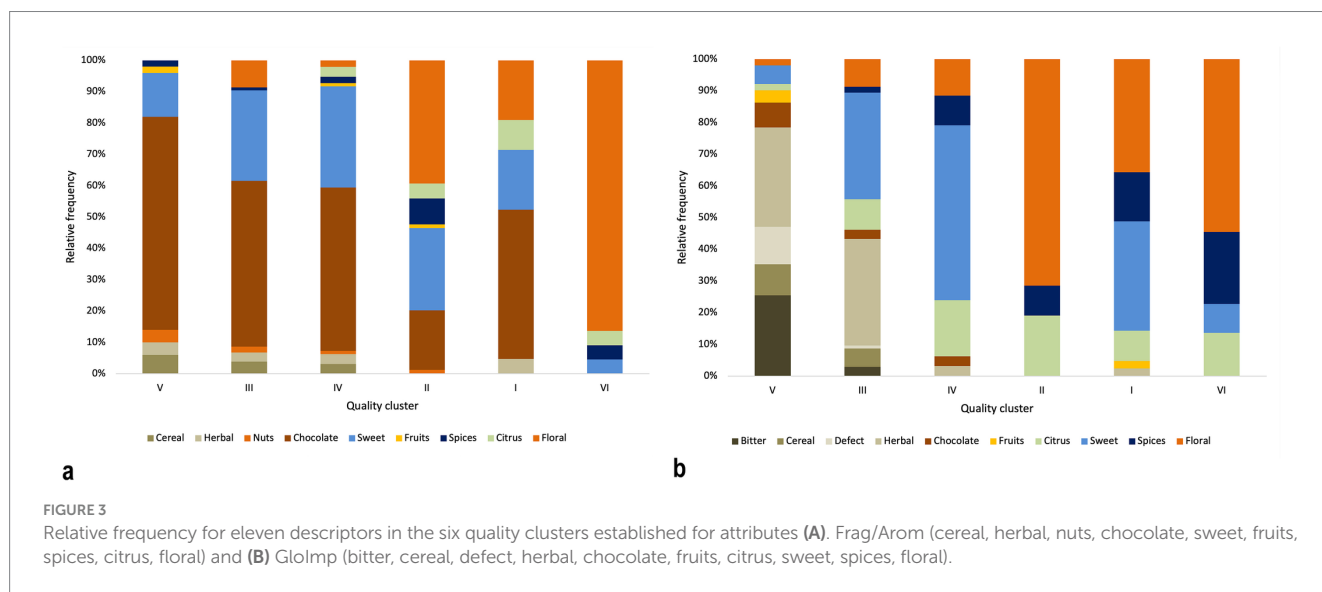 100%
90%
80%
70%
60%
50%
40%
30%
20%
10%
0%
Relative frequency
V III IV II I VI
Quality cluster
Cereal Herbal Nuts Chocolate Sweet Fruits Spices Citrus Floral
a
100%
90%
80%
70%
60%
50%
40%
30%
20%
10%
0%
Relative frequency
V III IV II I VI
Quality cluster
Bitter Cereal Defect Herbal Chocolate Fruits Citrus Sweet Spices Floral
b
FIGURE 3
Relative frequency for eleven descriptors in the six quality clusters established for attributes (A). Frag/Arom (cereal, herbal, nuts, chocolate, sweet, fruits,
spices, citrus, floral) and (B) GloImp (bitter, cereal, defect, herbal, chocolate, fruits, citrus, sweet, spices, floral).